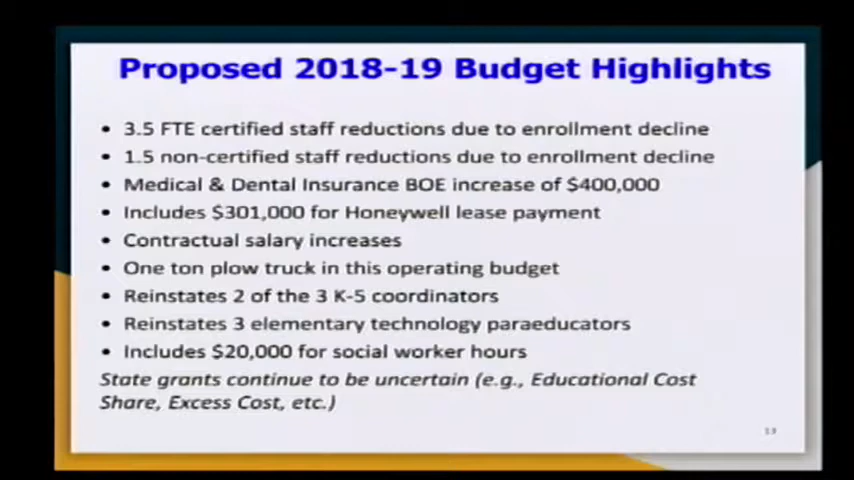 Proposed 2018-19 Budget Highlights
• 3.5 FTE certified staff reductions due to enrollment decline
• 1.5 non-certified staff reductions due to enrollment decline
• Medical & Dental Insurance BOE increase of $400,000
• Includes $301,000 for Honeywell lease payment
• Contractual salary increases
• One ton plow truck in this operating budget
• Reinstates 2 of the 3 K-5 coordinators
• Reinstates 3 elementary technology paraeducators
• Includes $20,000 for social worker hours
State grants continue to be uncertain (e.g., Educational Cost
Share, Excess Cost, etc.)
13